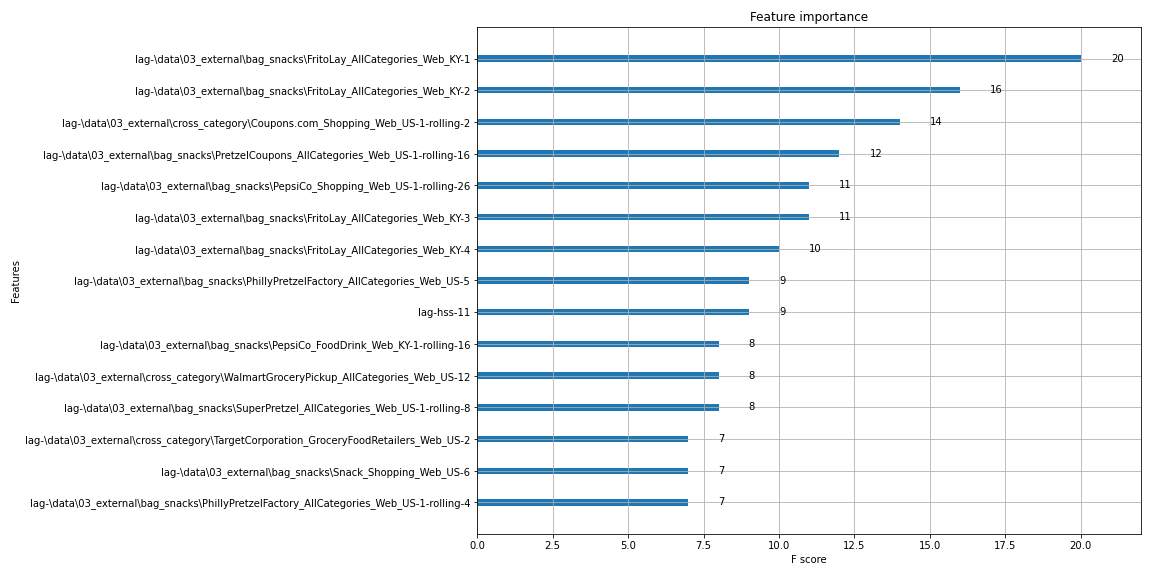 Feature importance
Features
lag-\data\03_external\bag_snacks\FritoLay_AllCategories_Web_KY-1 20
lag-\data\03_external\bag_snacks\FritoLay_AllCategories_Web_KY-2 16
lag-\data\03_external\cross_category\Coupons.com_Shopping_Web_US-1-rolling-2 14
lag-\data\03_external\bag_snacks\PretzelCoupons_AllCategories_Web_US-1-rolling-16 12
lag-\data\03_external\bag_snacks\PepsiCo_Shopping_Web_US-1-rolling-26 11
lag-\data\03_external\bag_snacks\FritoLay_AllCategories_Web_KY-3 11
lag-\data\03_external\bag_snacks\FritoLay_AllCategories_Web_KY-4 10
lag-\data\03_external\bag_snacks\PhillyPretzelFactory_AllCategories_Web_US-5 9
lag-hss-11 9
lag-\data\03_external\bag_snacks\PepsiCo_FoodDrink_Web_KY-1-rolling-16 8
lag-\data\03_external\cross_category\WalmartGroceryPickup_AllCategories_Web_US-12 8
lag-\data\03_external\bag_snacks\SuperPretzel_AllCategories_Web_US-1-rolling-8 8
lag-\data\03_external\cross_category\TargetCorporation_GroceryFoodRetailers_Web_US-2 7
lag-\data\03_external\bag_snacks\Snack_Shopping_Web_US-6 7
lag-\data\03_external\bag_snacks\PhillyPretzelFactory_AllCategories_Web_US-1-rolling-4 7
0.0 2.5 5.0 7.5 10.0 12.5 15.0 17.5 20.0
F score